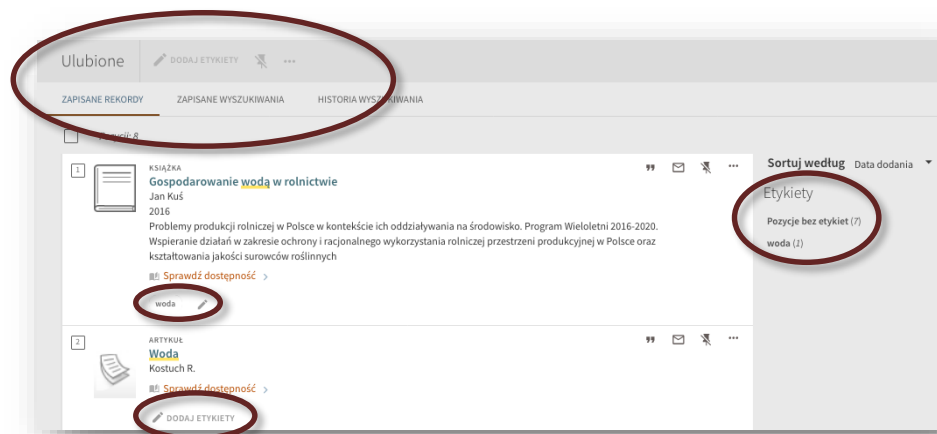 Ulubione DODAJ ETYKIETY
ZAPISANE REKORDY ZAPISANE WYSZUKIWANIA HISTORIA WYSZUKIWANIA
Pozycji: 8
1 KSIĄŻKA
Gospodarowanie wodą w rolnictwie
Jan Kuś
2016
Problemy produkcji rolniczej w Polsce w kontekście ich oddziaływania na środowisko. Program Wieloletni 2016-2020.
Wspieranie działań w zakresie ochrony i racjonalnego wykorzystania rolniczej przestrzeni produkcyjnej w Polsce oraz
kształtowania jakości surowców roślinnych
Sprawdź dostępność
woda
2 ARTYKUŁ
Woda
Kostuch R.
Sprawdź dostępność
DODAJ ETYKIETY
Sortuj według Data dodania
Etykiety
Pozycje bez etykiet (7)
woda (1)